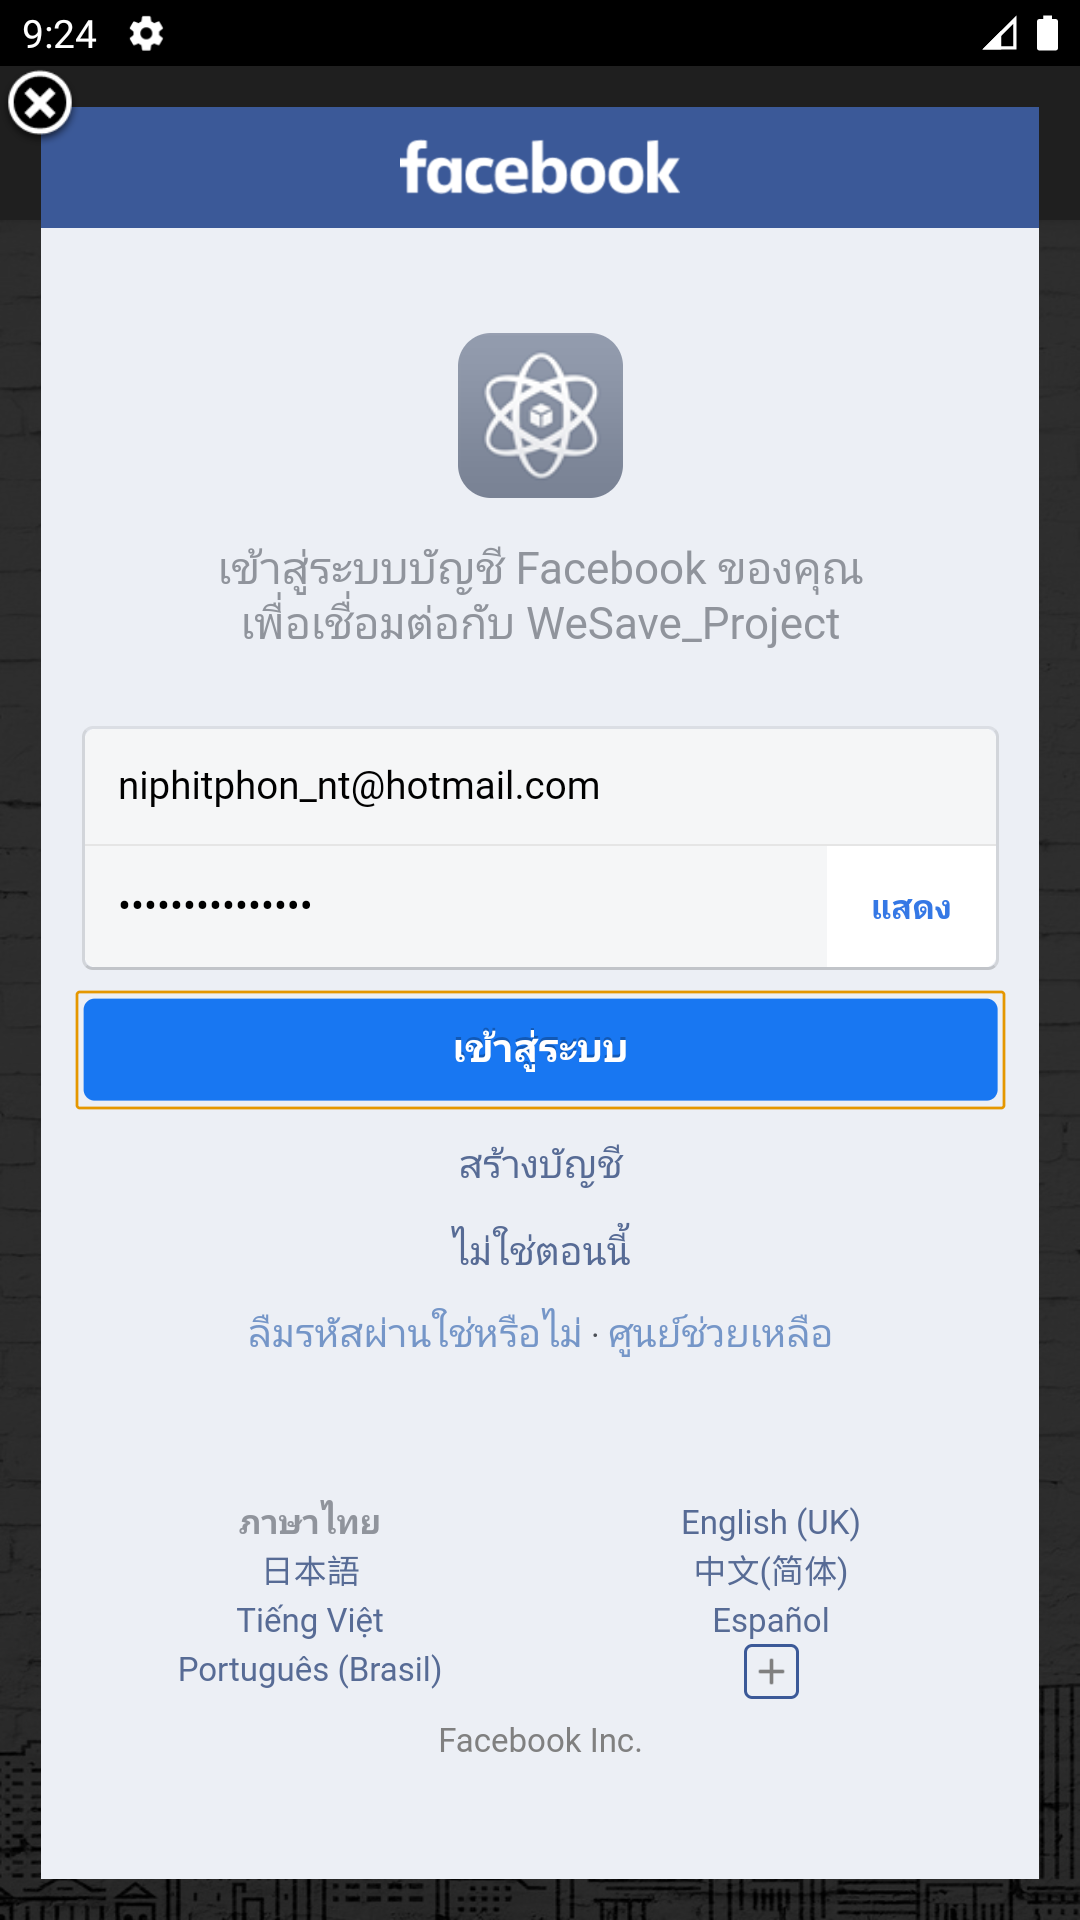 9:24
facebook
เข้าสู่ระบบบัญชี Facebook ของคุณ
เพื่อเชื่อมต่อกับ WeSave_Project
niphitphon_nt@hotmail.com
•••••••••••••••
แสดง
เข้าสู่ระบบ
สร้างบัญชี
ไม่ใช่ตอนนี้
ลืมรหัสผ่านใช่หรือไม่ · ศูนย์ช่วยเหลือ
ภาษาไทย
English (UK)
日本語
中文(简体)
Tiếng Việt
Español
Português (Brasil)
Facebook Inc.